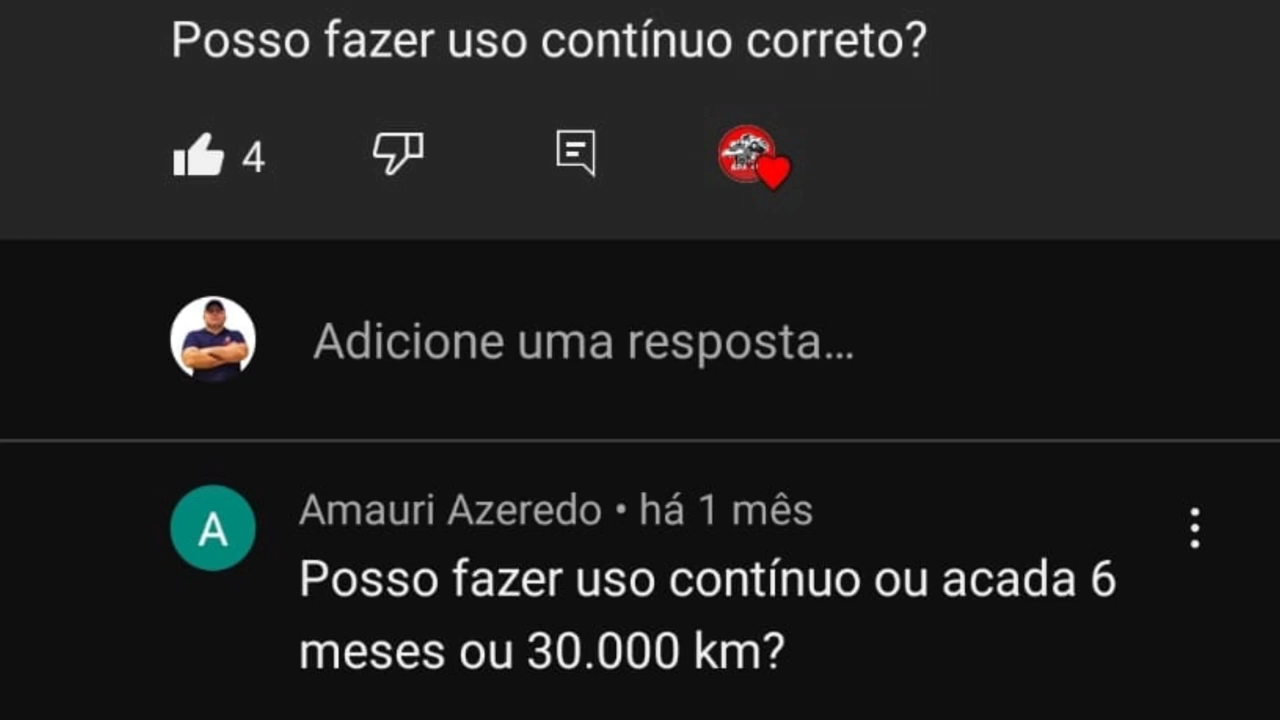 Posso fazer uso contínuo correto?
4
Adicione uma resposta...
A
Amauri Azeredo • há 1 mês
Posso fazer uso contínuo ou acada 6
meses ou 30.000 km?